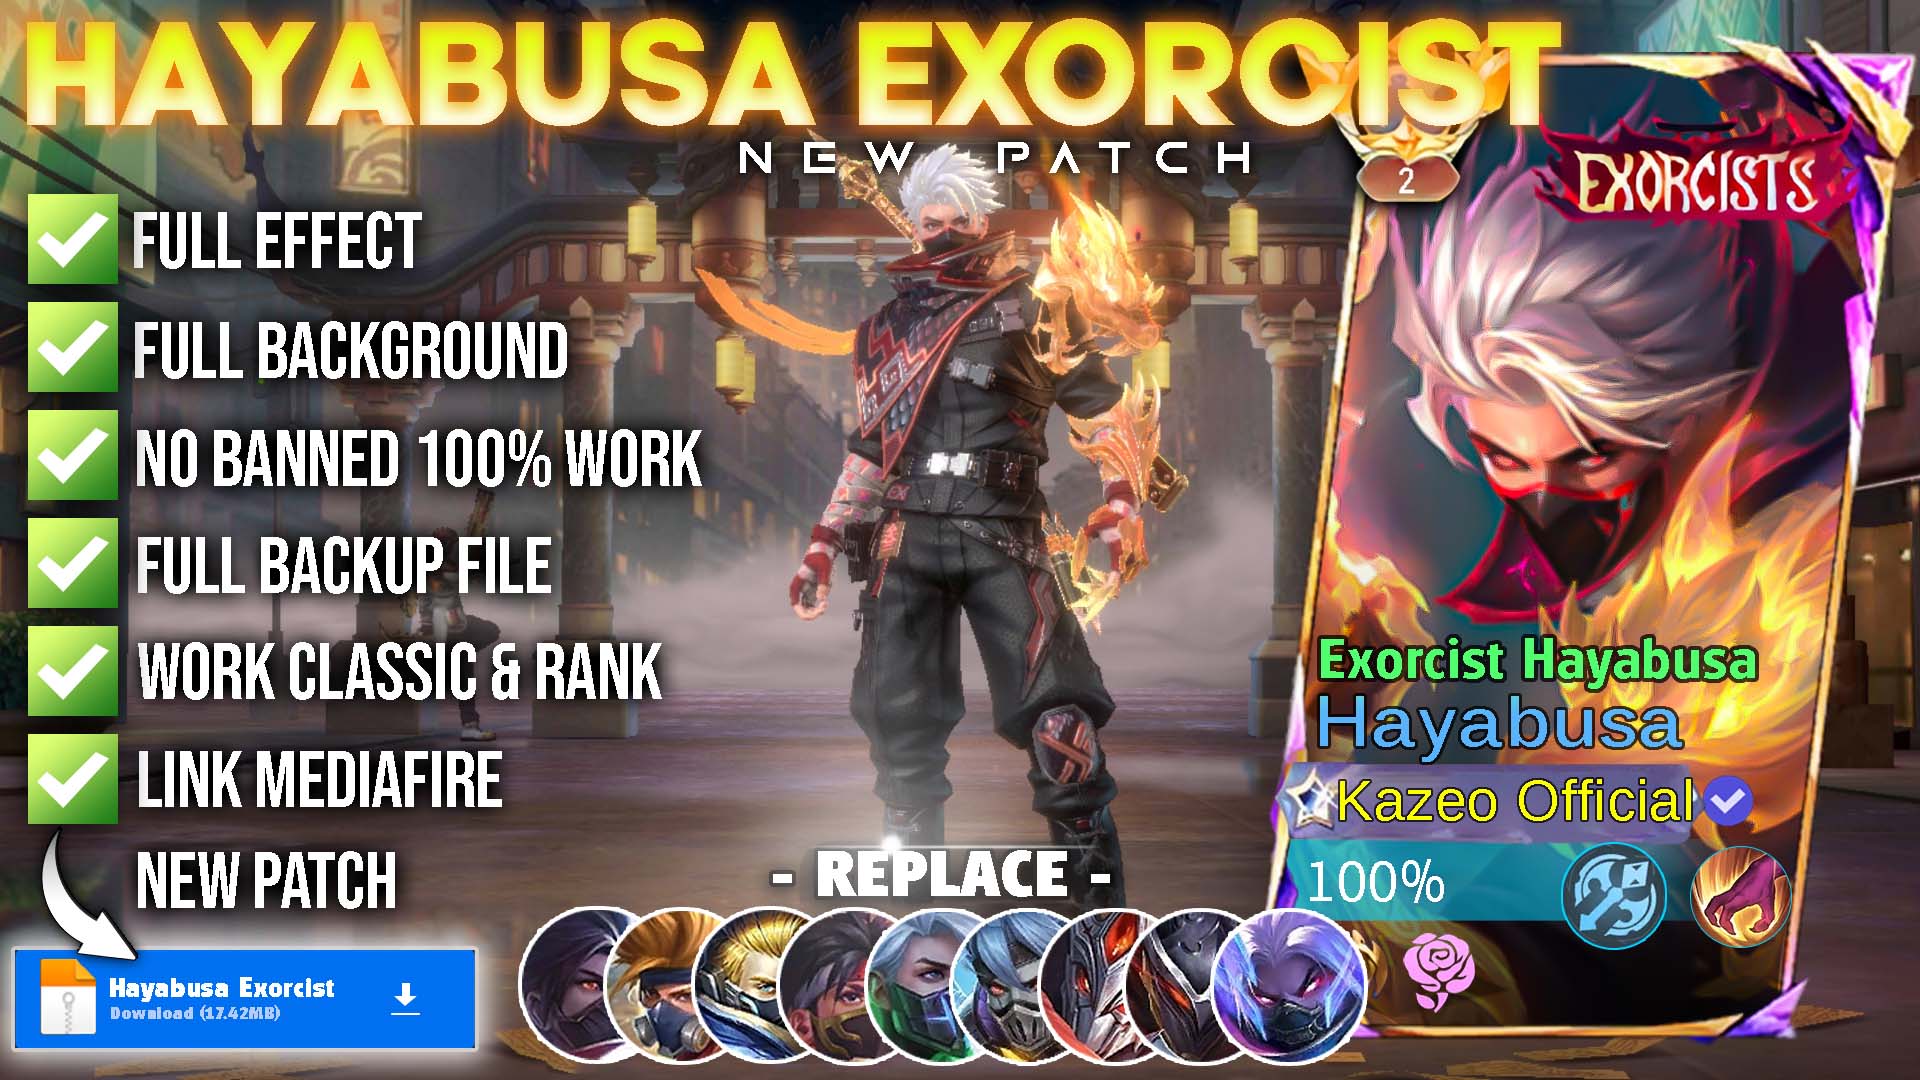 HAYABUSA EXORCIST
NEW PATCH
2
EXORCISTS
FULL EFFECT
FULL BACKGROUND
NO BANNED 100% WORK
FULL BACKUP FILE
WORK CLASSIC & RANK
LINK MEDIAFIRE
NEW PATCH
Hayabusa Exorcist
Download (17.42MB)
- REPLACE -
Exorcist Hayabusa
Hayabusa
Kazeo Official
100%